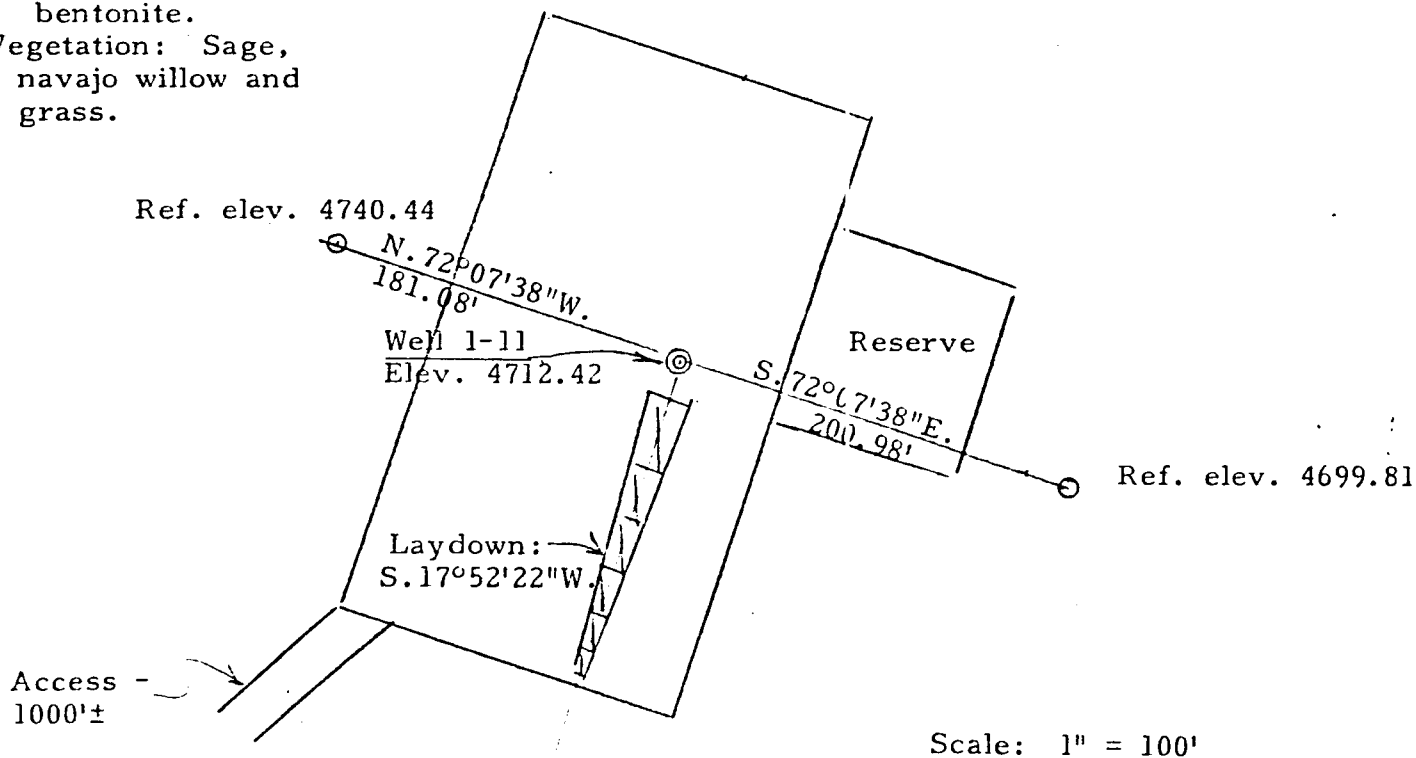 bentonite.
Vegetation: Sage,
navajo willow and
grass.
Ref. elev. 4740.44
N.72°07'38"W.
181.08'
Well 1-11
Elev. 4712.42
Reserve
S.72°07'38"E.
200.98'
Ref. elev. 4699.81
Laydown:
S.17°52'22"W.
Access -
1000'±
Scale: 1" = 100'